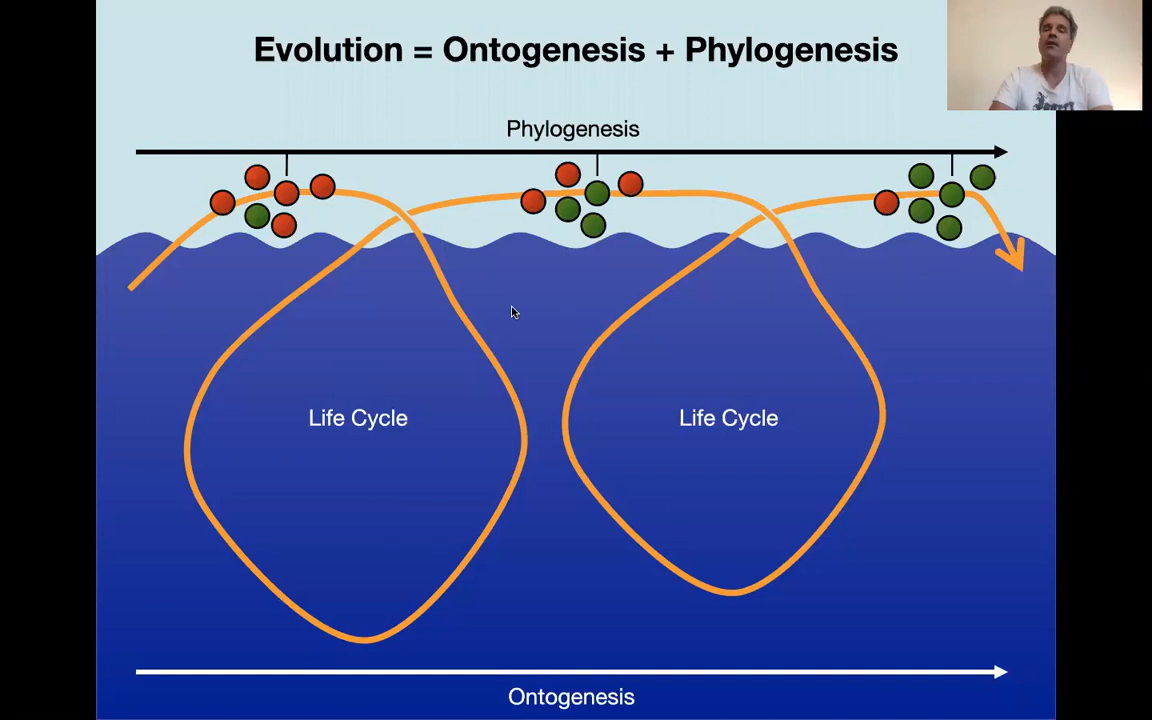 Evolution = Ontogenesis + Phylogenesis
Phylogenesis
Life Cycle
Life Cycle
Ontogenesis